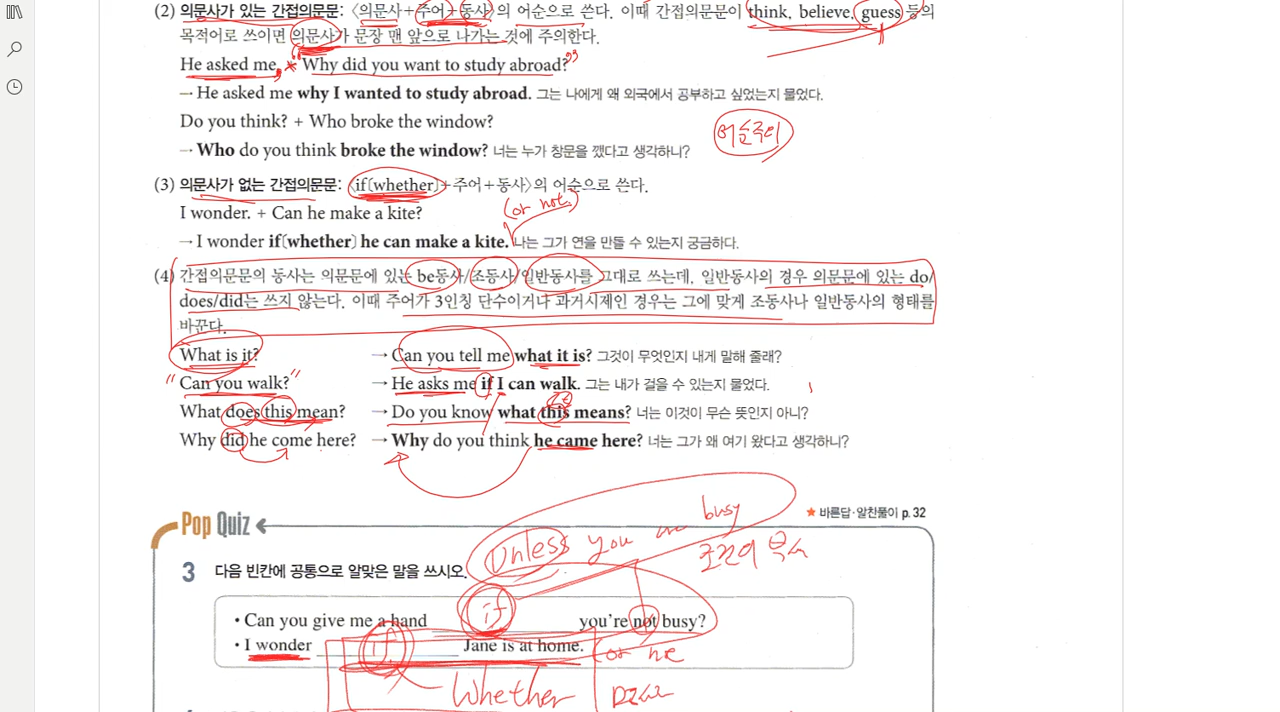 (2) 의문사가 있는 간접의문문: 〈의문사+주어+동사〉의 어순으로 쓴다. 이때 간접의문문이 think, believe, guess 등의
목적어로 쓰이면 의문사가 문장 맨 앞으로 나가는 것에 주의한다.
He asked me, "Why did you want to study abroad?"
→ He asked me why I wanted to study abroad. 그는 나에게 왜 외국에서 공부하고 싶었는지 물었다.
Do you think? + Who broke the window?
어순주의
→ Who do you think broke the window? 너는 누가 창문을 깼다고 생각하니?
(3) 의문사가 없는 간접의문문: 〈if〔whether〕+주어+동사〉의 어순으로 쓴다.
(or not)
I wonder. + Can he make a kite?
→ I wonder if〔whether〕 he can make a kite. 나는 그가 연을 만들 수 있는지 궁금하다.
(4) 간접의문문의 동사는 의문문에 있는 be동사/조동사/일반동사를 그대로 쓰는데, 일반동사의 경우 의문문에 있는 do/
does/did는 쓰지 않는다. 이때 주어가 3인칭 단수이거나 과거시제인 경우는 그에 맞게 조동사나 일반동사의 형태를
바꾼다.
What is it? → Can you tell me what it is? 그것이 무엇인지 내게 말해 줄래?
"Can you walk?" → He asks me if I can walk. 그는 내가 걸을 수 있는지 물었다.
What does this mean? → Do you know what this means? 너는 이것이 무슨 뜻인지 아니?
Why did he come here? → Why do you think he came here? 너는 그가 왜 여기 왔다고 생각하니?
Pop Quiz
★ 바른답·알찬풀이 p. 32
Unless you are busy
조건의 부사
3 다음 빈칸에 공통으로 알맞은 말을 쓰시오.
• Can you give me a hand if you're not busy?
• I wonder if Jane is at home.
Whether